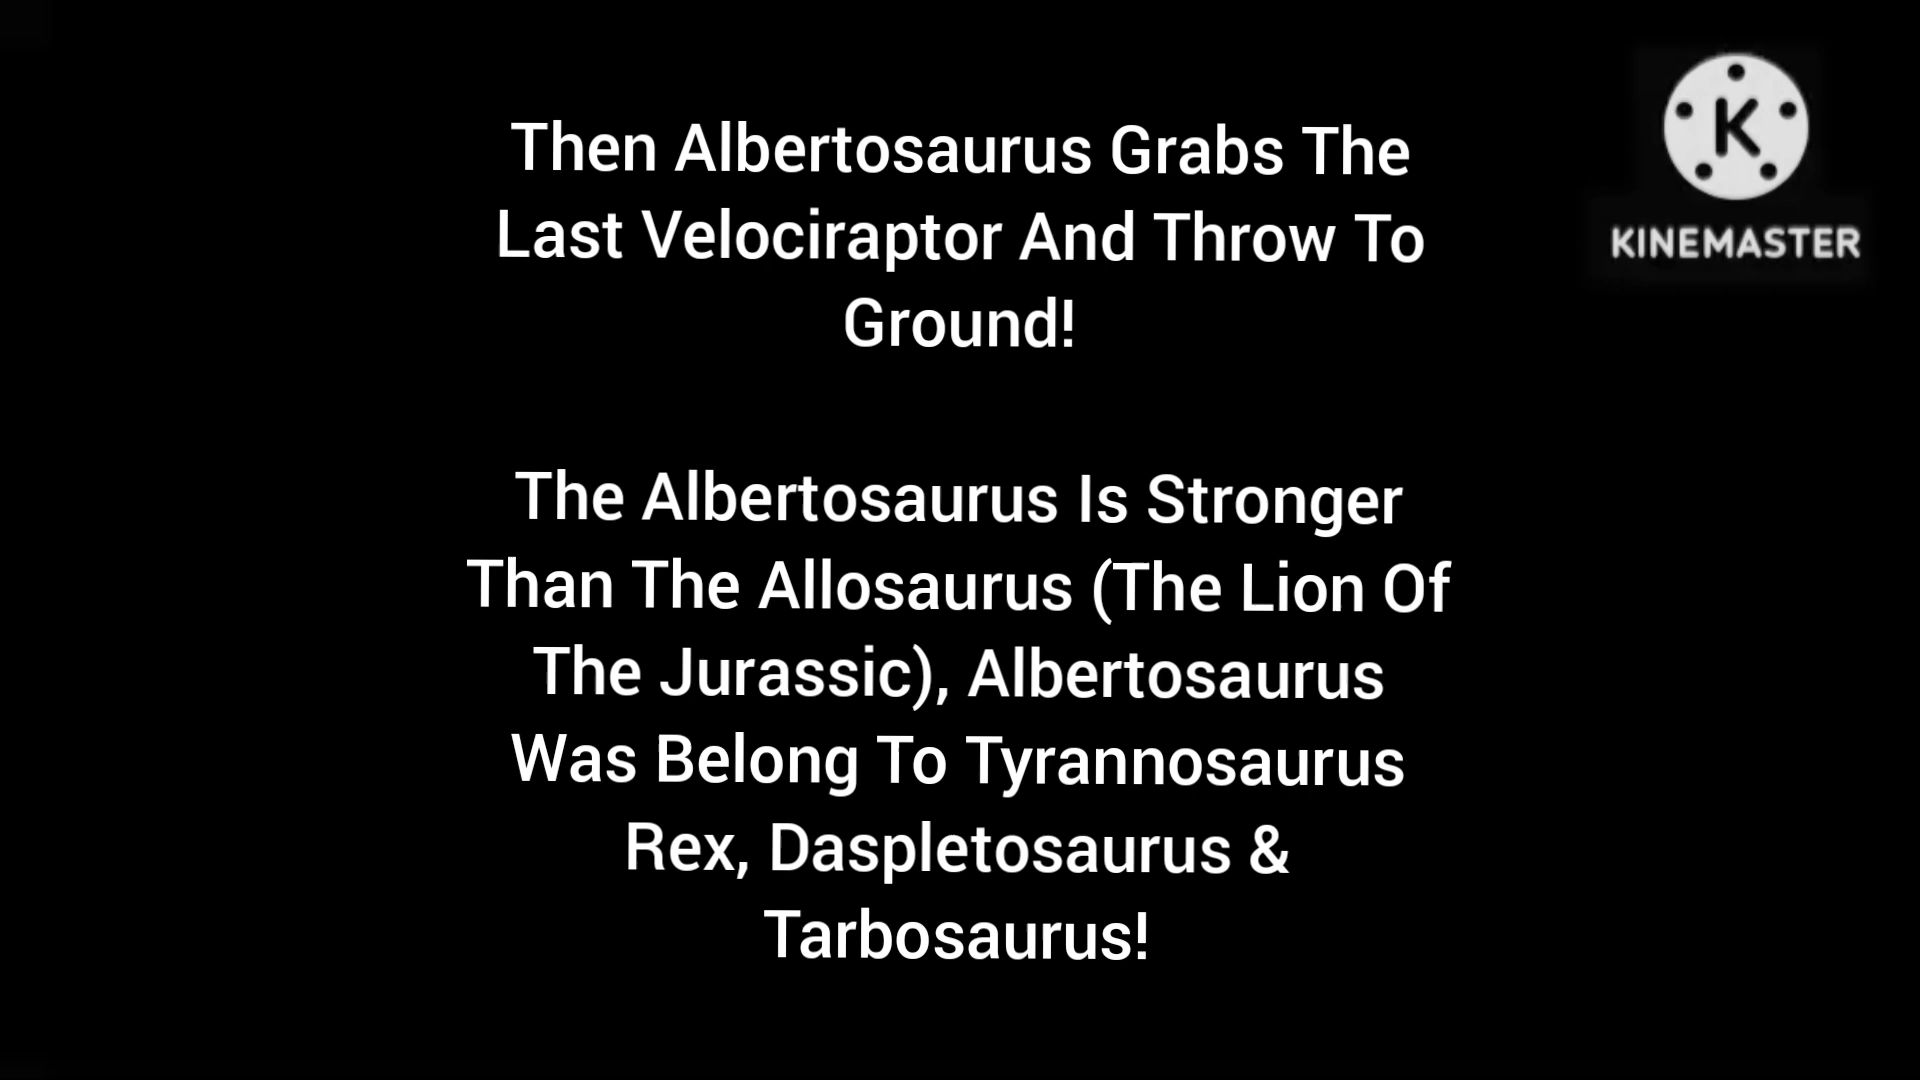 Then Albertosaurus Grabs The
Last Velociraptor And Throw To
Ground!
The Albertosaurus Is Stronger
Than The Allosaurus (The Lion Of
The Jurassic), Albertosaurus
Was Belong To Tyrannosaurus
Rex, Daspletosaurus &
Tarbosaurus!
K
KINEMASTER